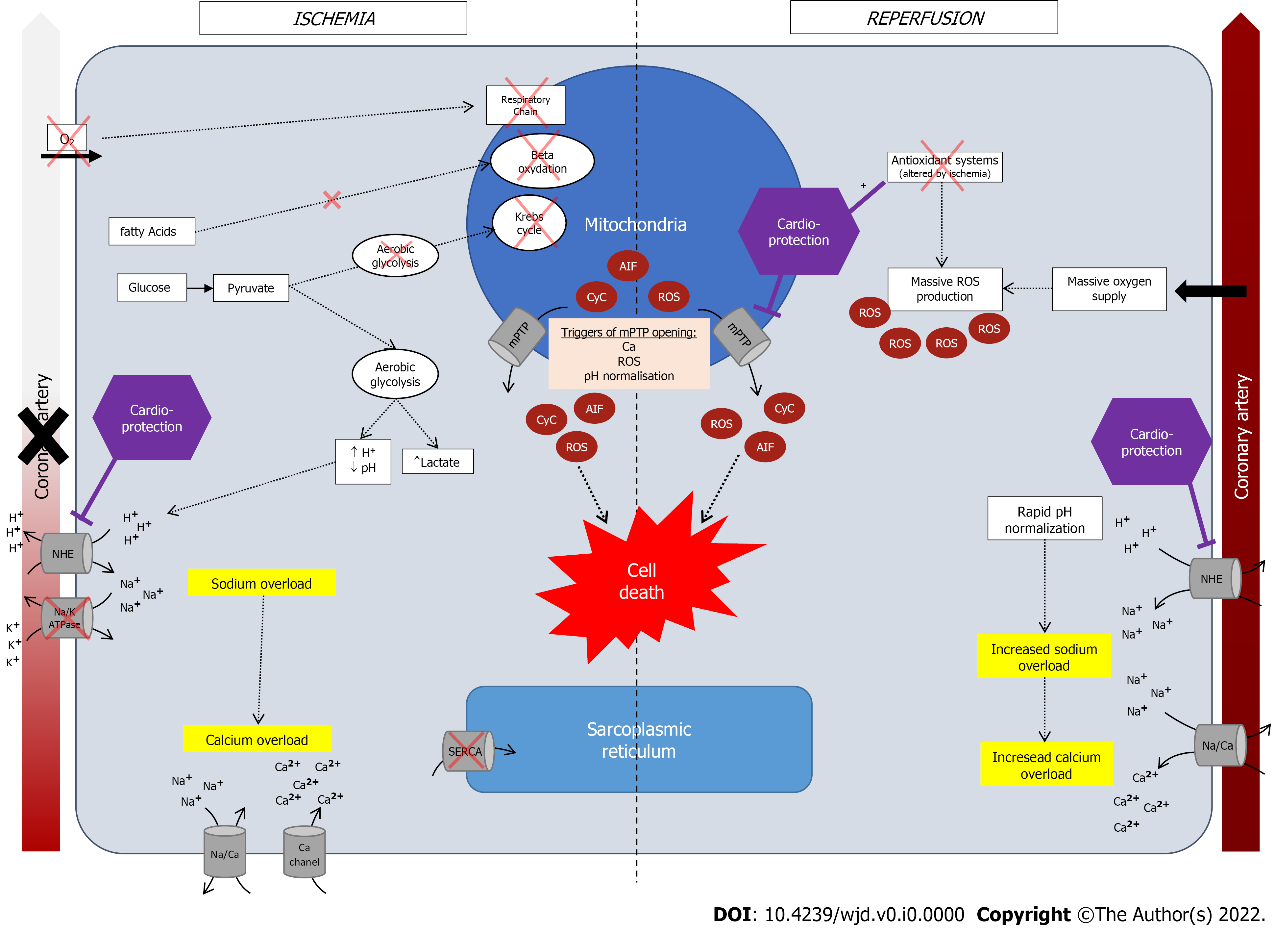 ISCHEMIA
REPERFUSION
O₂
Respiratory
Chain
Beta
oxydation
fatty Acids
Krebs
cycle
Mitochondria
Aerobic
glycolysis
Glucose
Pyruvate
Aerobic
glycolysis
↑ H⁺
↓ pH
^Lactate
Coronary artery
Cardio-
protection
H⁺
H⁺
H⁺
H⁺
H⁺
H⁺
NHE
Na⁺
Na⁺
Na⁺
Na/K
ATPase
K⁺
K⁺
K⁺
Sodium overload
Calcium overload
Na⁺
Na⁺
Na⁺
Ca²⁺
Ca²⁺
Ca²⁺
Ca²⁺
Ca²⁺
Na/Ca
Ca
chanel
AIF
CyC
ROS
mPTP
mPTP
Triggers of mPTP opening:
Ca
ROS
pH normalisation
CyC
AIF
ROS
ROS
CyC
AIF
Cell
death
SERCA
Sarcoplasmic
reticulum
Antioxidant systems
(altered by ischemia)
+
Cardio-
protection
Massive ROS
production
Massive oxygen
supply
ROS
ROS
ROS
ROS
Cardio-
protection
Coronary artery
Rapid pH
normalization
H⁺
H⁺
H⁺
NHE
Na⁺
Na⁺
Na⁺
Increased sodium
overload
Na⁺
Na⁺
Na⁺
Na/Ca
Incresead calcium
overload
Ca²⁺
Ca²⁺
Ca²⁺
Ca²⁺
DOI: 10.4239/wjd.v0.i0.0000 Copyright ©The Author(s) 2022.